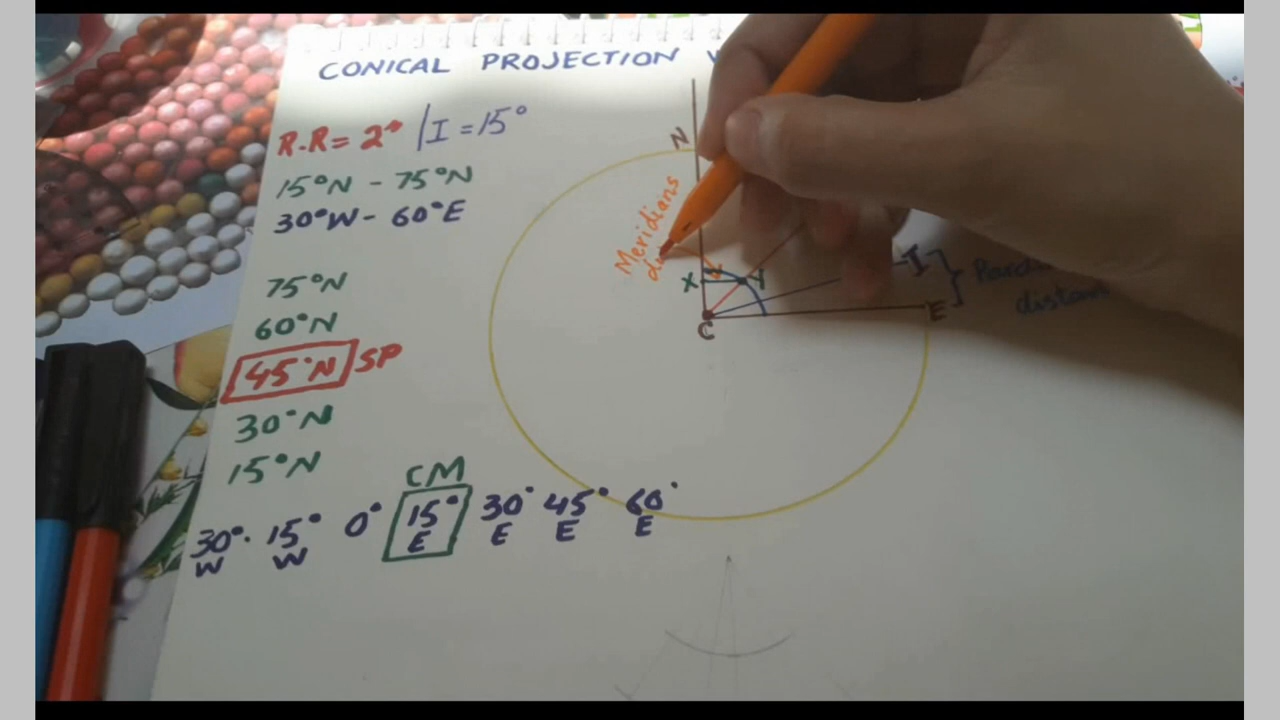 CONICAL PROJECTION
R.R = 2" | I = 15°
15°N - 75°N
30°W - 60°E
75°N
60°N
45°N SP
30°N
15°N
CM
30° 15° 0° 15° 30° 45° 60°
W W E E E E
N
Meridians
X Y
C
E
I